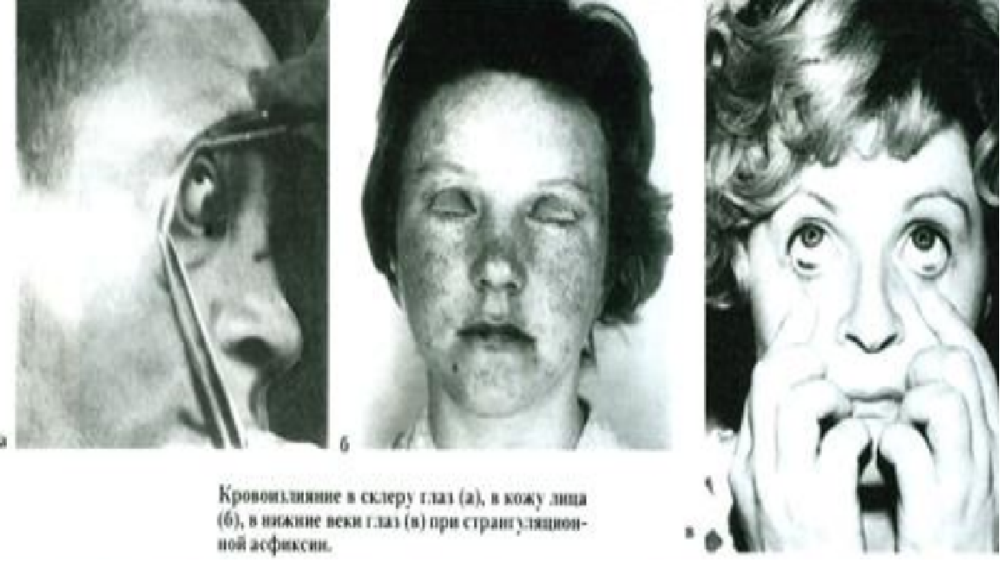 а
б
в
Кровоизлияние в склеру глаз (а), в кожу лица
(б), в нижние веки глаз (в) при странгуляцион-
ной асфиксии.